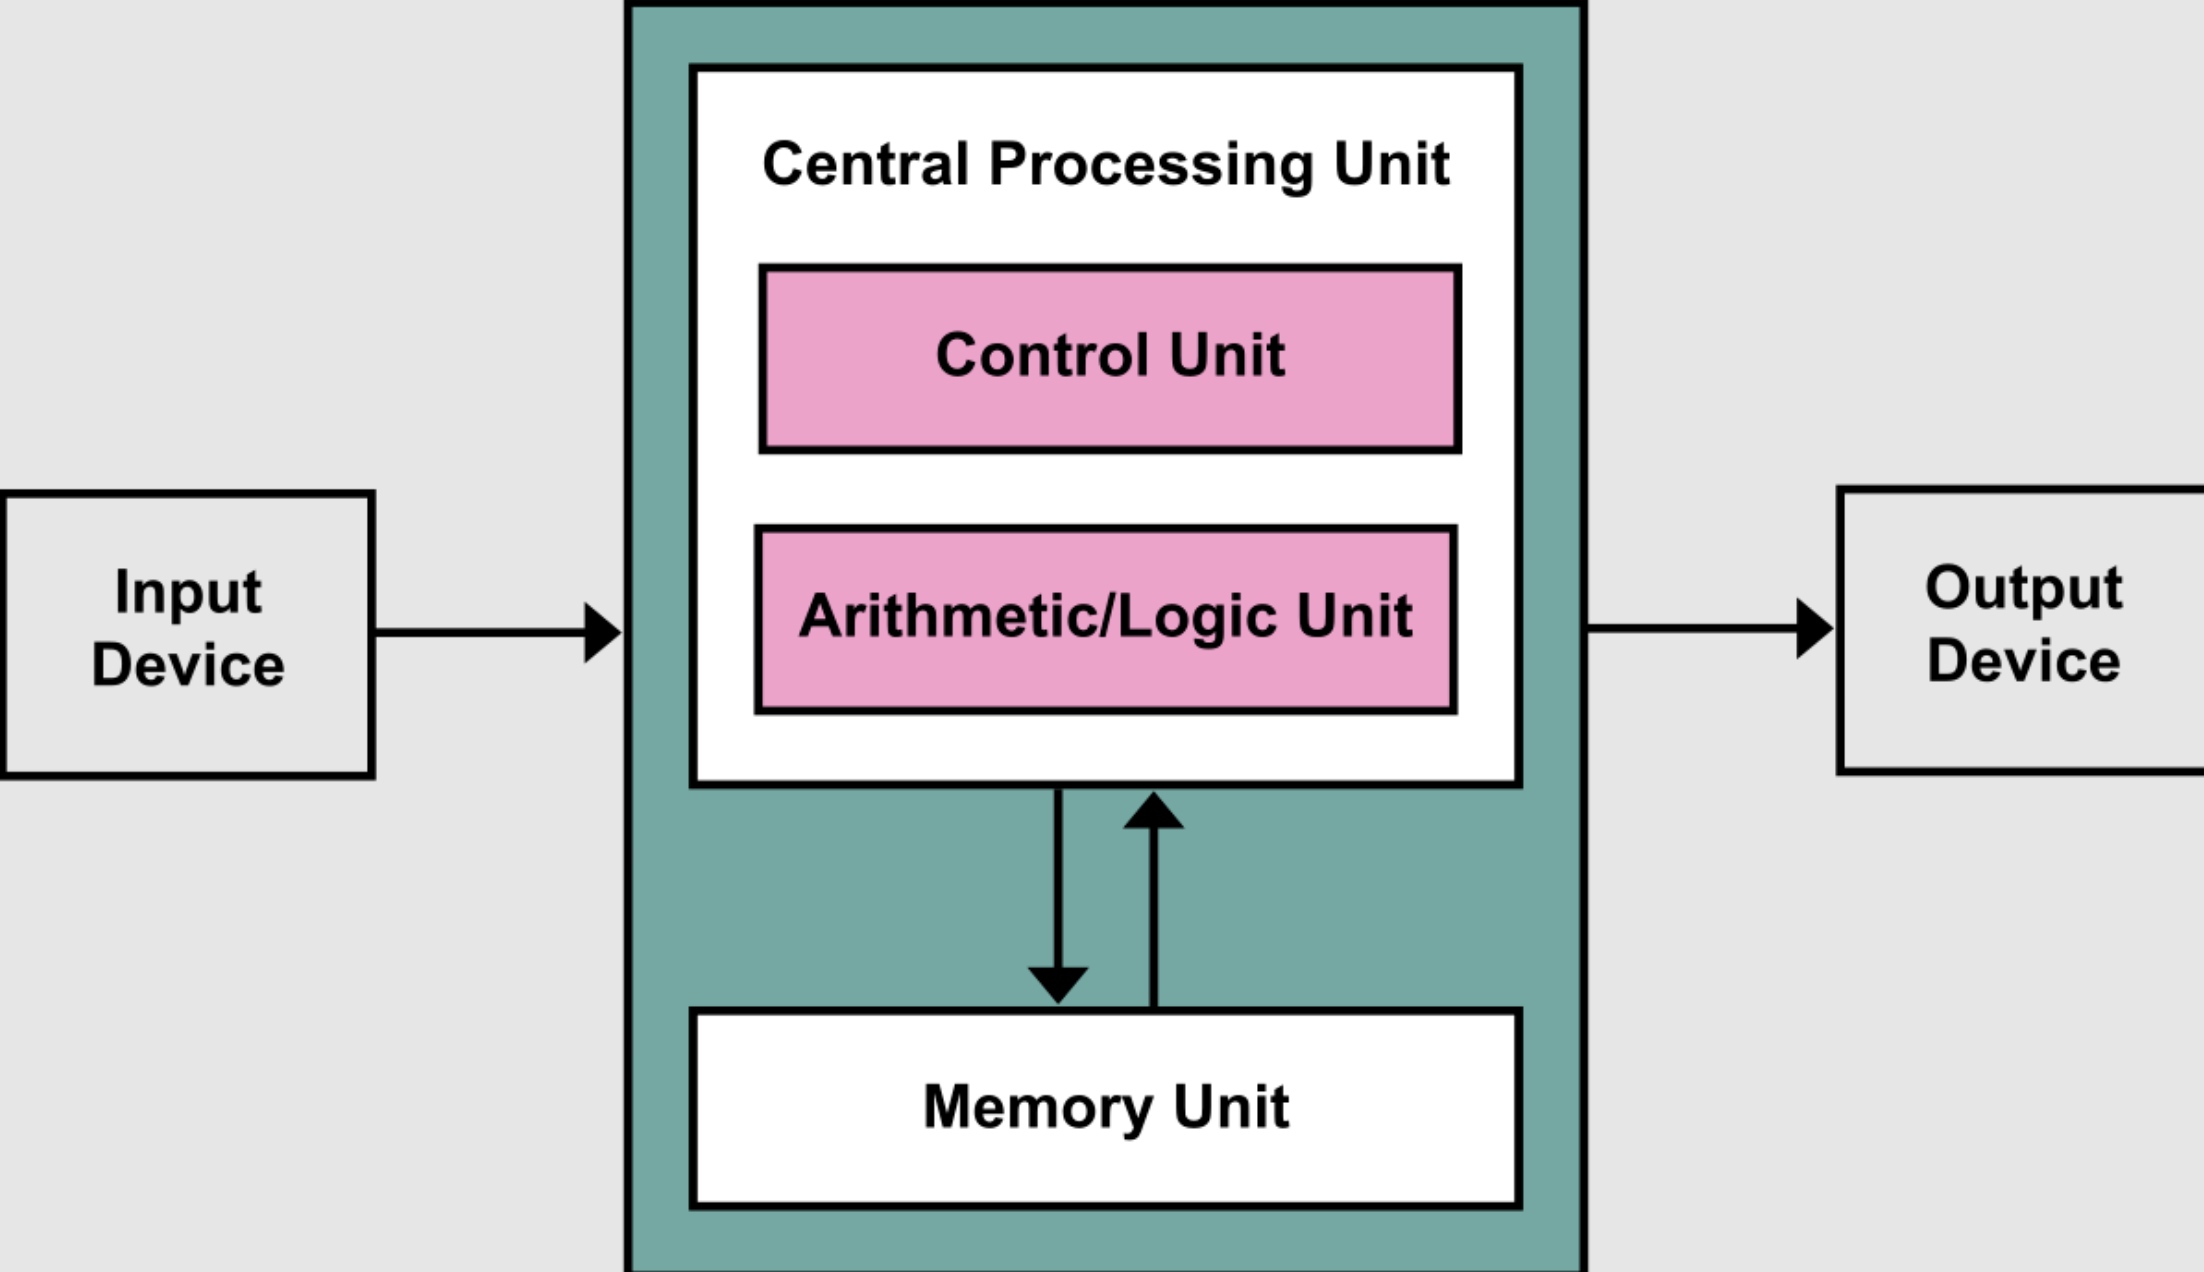 Central Processing Unit
Control Unit
Arithmetic/Logic Unit
Input
Device
Output
Device
Memory Unit